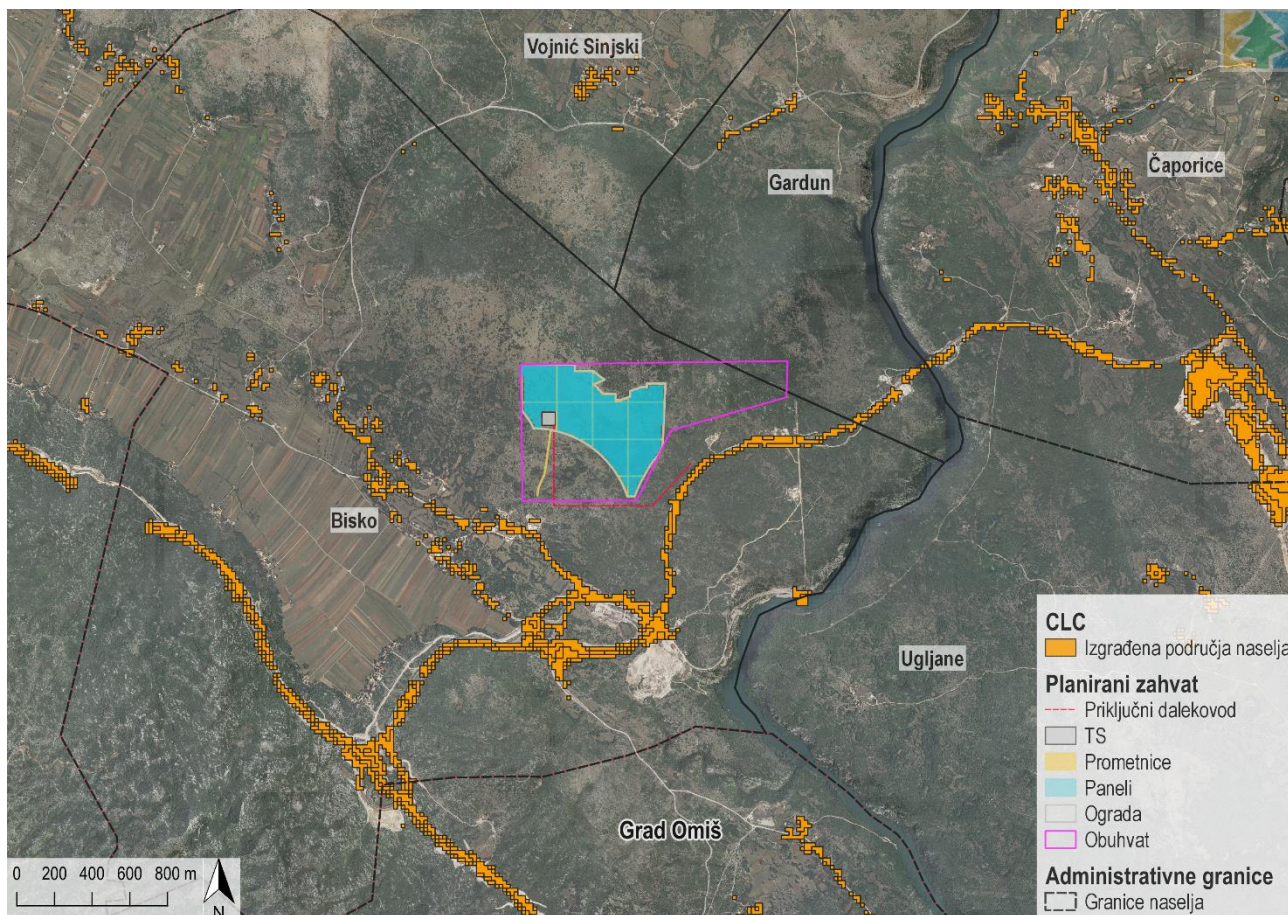 Vojnić Sinjski
Čaporice
Gardun
Bisko
Ugljane
Grad Omiš
CLC
Izgrađena područja naselja
Planirani zahvat
Priključni dalekovod
TS
Prometnice
Paneli
Ograda
Obuhvat
Administrativne granice
Granice naselja
0 200 400 600 800 m
N